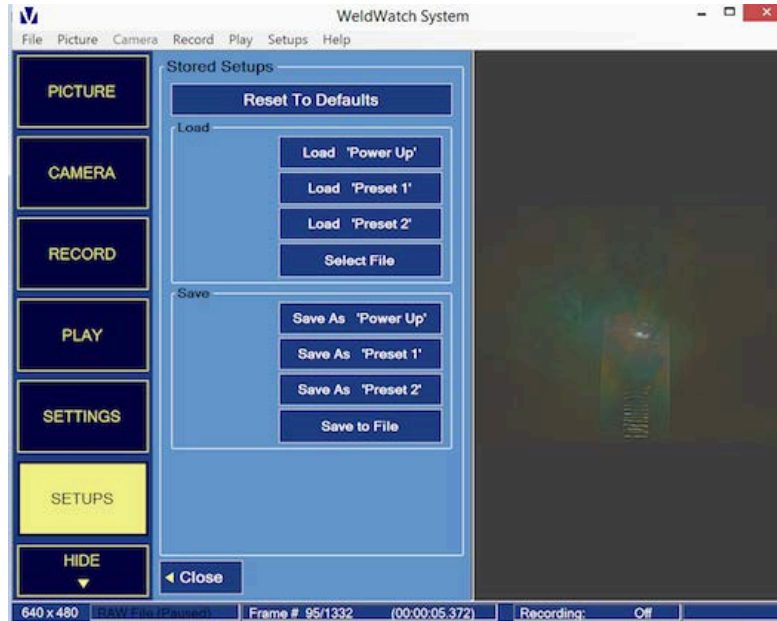 WeldWatch System
File Picture Camera Record Play Setups Help
PICTURE
CAMERA
RECORD
PLAY
SETTINGS
SETUPS
HIDE
Stored Setups
Reset To Defaults
Load
Load 'Power Up'
Load 'Preset 1'
Load 'Preset 2'
Select File
Save
Save As 'Power Up'
Save As 'Preset 1'
Save As 'Preset 2'
Save to File
Close
640 x 480 RAW File (Paused) Frame # 95/1332 (00:00:05.372) Recording: Off